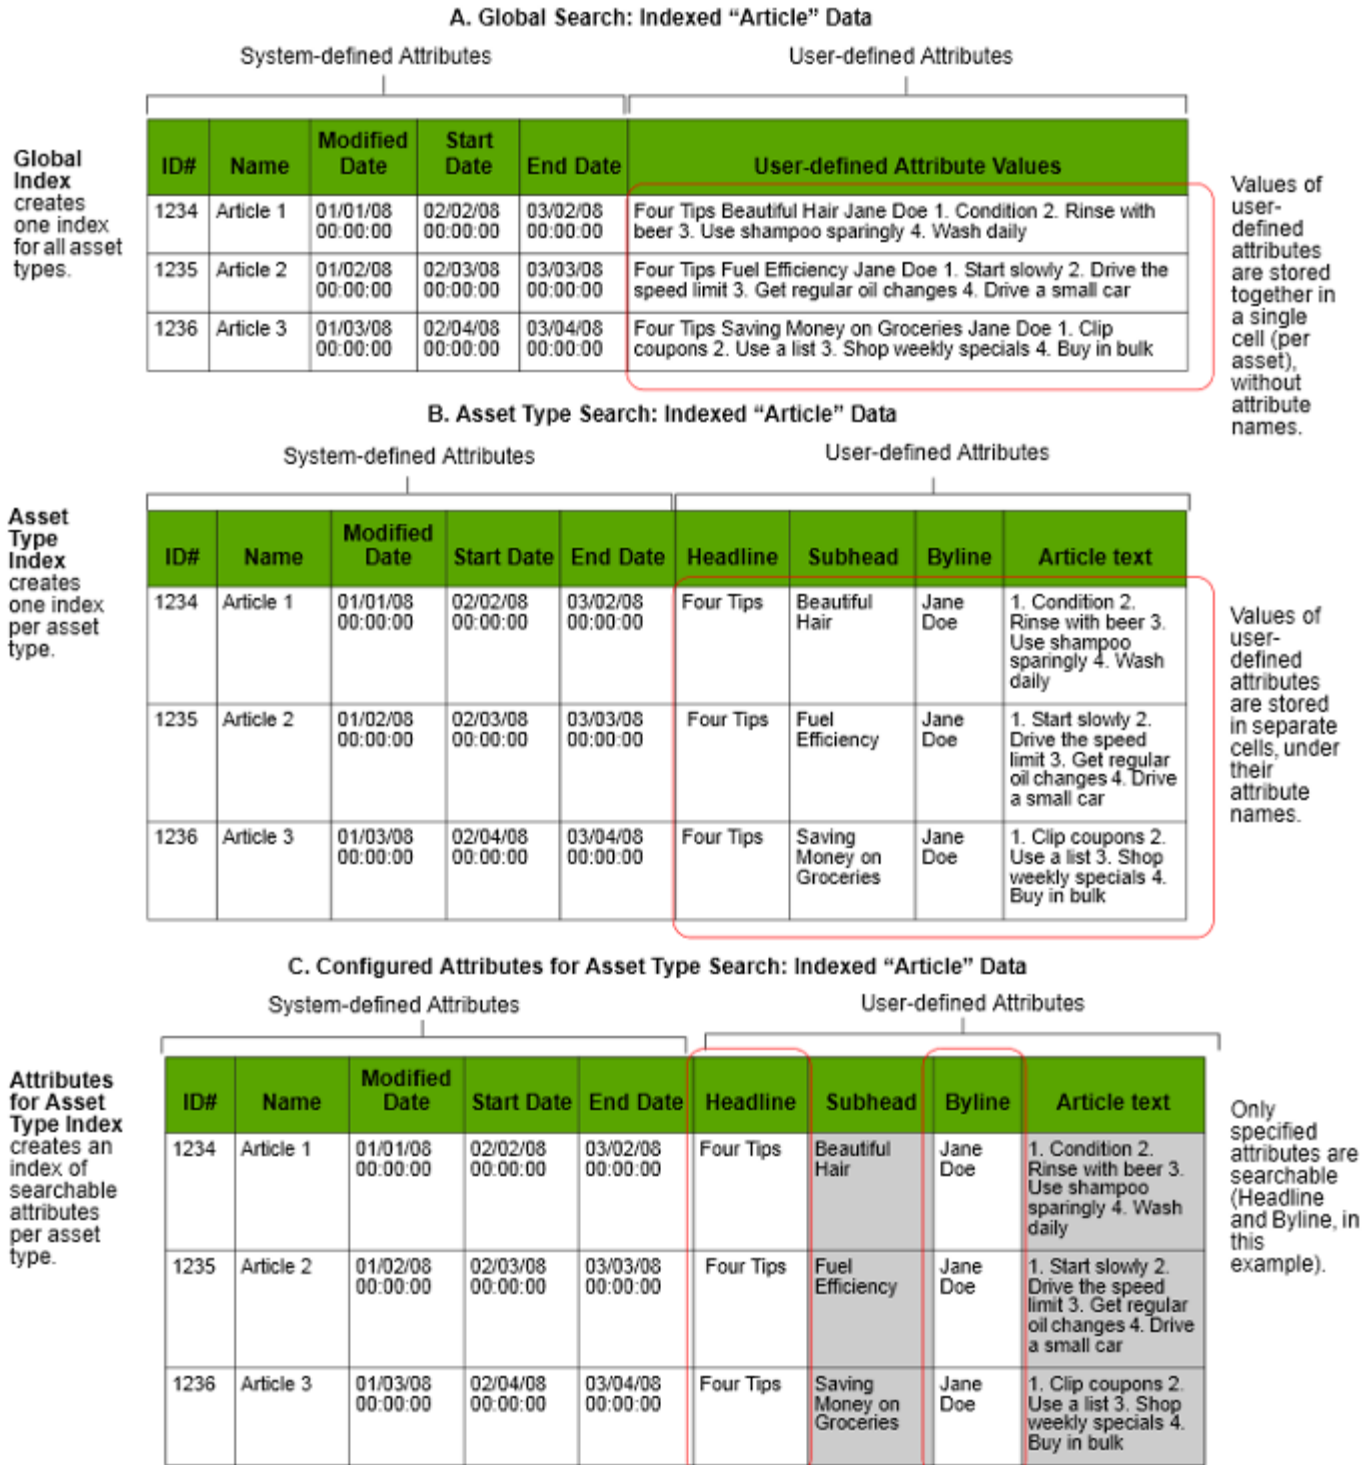 A. Global Search: Indexed “Article” Data
System-defined Attributes
User-defined Attributes
Global
Index
creates
one index
for all asset
types.
ID#
Name
Modified
Date
Start
Date
End Date
User-defined Attribute Values
1234
Article 1
01/01/08
00:00:00
02/02/08
00:00:00
03/02/08
00:00:00
Four Tips Beautiful Hair Jane Doe 1. Condition 2. Rinse with
beer 3. Use shampoo sparingly 4. Wash daily
1235
Article 2
01/02/08
00:00:00
02/03/08
00:00:00
03/03/08
00:00:00
Four Tips Fuel Efficiency Jane Doe 1. Start slowly 2. Drive the
speed limit 3. Get regular oil changes 4. Drive a small car
1236
Article 3
01/03/08
00:00:00
02/04/08
00:00:00
03/04/08
00:00:00
Four Tips Saving Money on Groceries Jane Doe 1. Clip
coupons 2. Use a list 3. Shop weekly specials 4. Buy in bulk
Values of
user-
defined
attributes
are stored
together in
a single
cell (per
asset),
without
attribute
names.
B. Asset Type Search: Indexed “Article” Data
System-defined Attributes
User-defined Attributes
Asset
Type
Index
creates
one index
per asset
type.
ID#
Name
Modified
Date
Start Date
End Date
Headline
Subhead
Byline
Article text
1234
Article 1
01/01/08
00:00:00
02/02/08
00:00:00
03/02/08
00:00:00
Four Tips
Beautiful
Hair
Jane
Doe
1. Condition 2.
Rinse with beer 3.
Use shampoo
sparingly 4. Wash
daily
1235
Article 2
01/02/08
00:00:00
02/03/08
00:00:00
03/03/08
00:00:00
Four Tips
Fuel
Efficiency
Jane
Doe
1. Start slowly 2.
Drive the speed
limit 3. Get regular
oil changes 4. Drive
a small car
1236
Article 3
01/03/08
00:00:00
02/04/08
00:00:00
03/04/08
00:00:00
Four Tips
Saving
Money on
Groceries
Jane
Doe
1. Clip coupons 2.
Use a list 3. Shop
weekly specials 4.
Buy in bulk
Values of
user-
defined
attributes
are stored
in separate
cells, under
their
attribute
names.
C. Configured Attributes for Asset Type Search: Indexed “Article” Data
System-defined Attributes
User-defined Attributes
Attributes
for Asset
Type Index
creates an
index of
searchable
attributes
per asset
type.
ID#
Name
Modified
Date
Start Date
End Date
Headline
Subhead
Byline
Article text
1234
Article 1
01/01/08
00:00:00
02/02/08
00:00:00
03/02/08
00:00:00
Four Tips
Beautiful
Hair
Jane
Doe
1. Condition 2.
Rinse with beer 3.
Use shampoo
sparingly 4. Wash
daily
1235
Article 2
01/02/08
00:00:00
02/03/08
00:00:00
03/03/08
00:00:00
Four Tips
Fuel
Efficiency
Jane
Doe
1. Start slowly 2.
Drive the speed
limit 3. Get regular
oil changes 4. Drive
a small car
1236
Article 3
01/03/08
00:00:00
02/04/08
00:00:00
03/04/08
00:00:00
Four Tips
Saving
Money on
Groceries
Jane
Doe
1. Clip coupons 2.
Use a list 3. Shop
weekly specials 4.
Buy in bulk
Only
specified
attributes are
searchable
(Headline
and Byline, in
this
example).